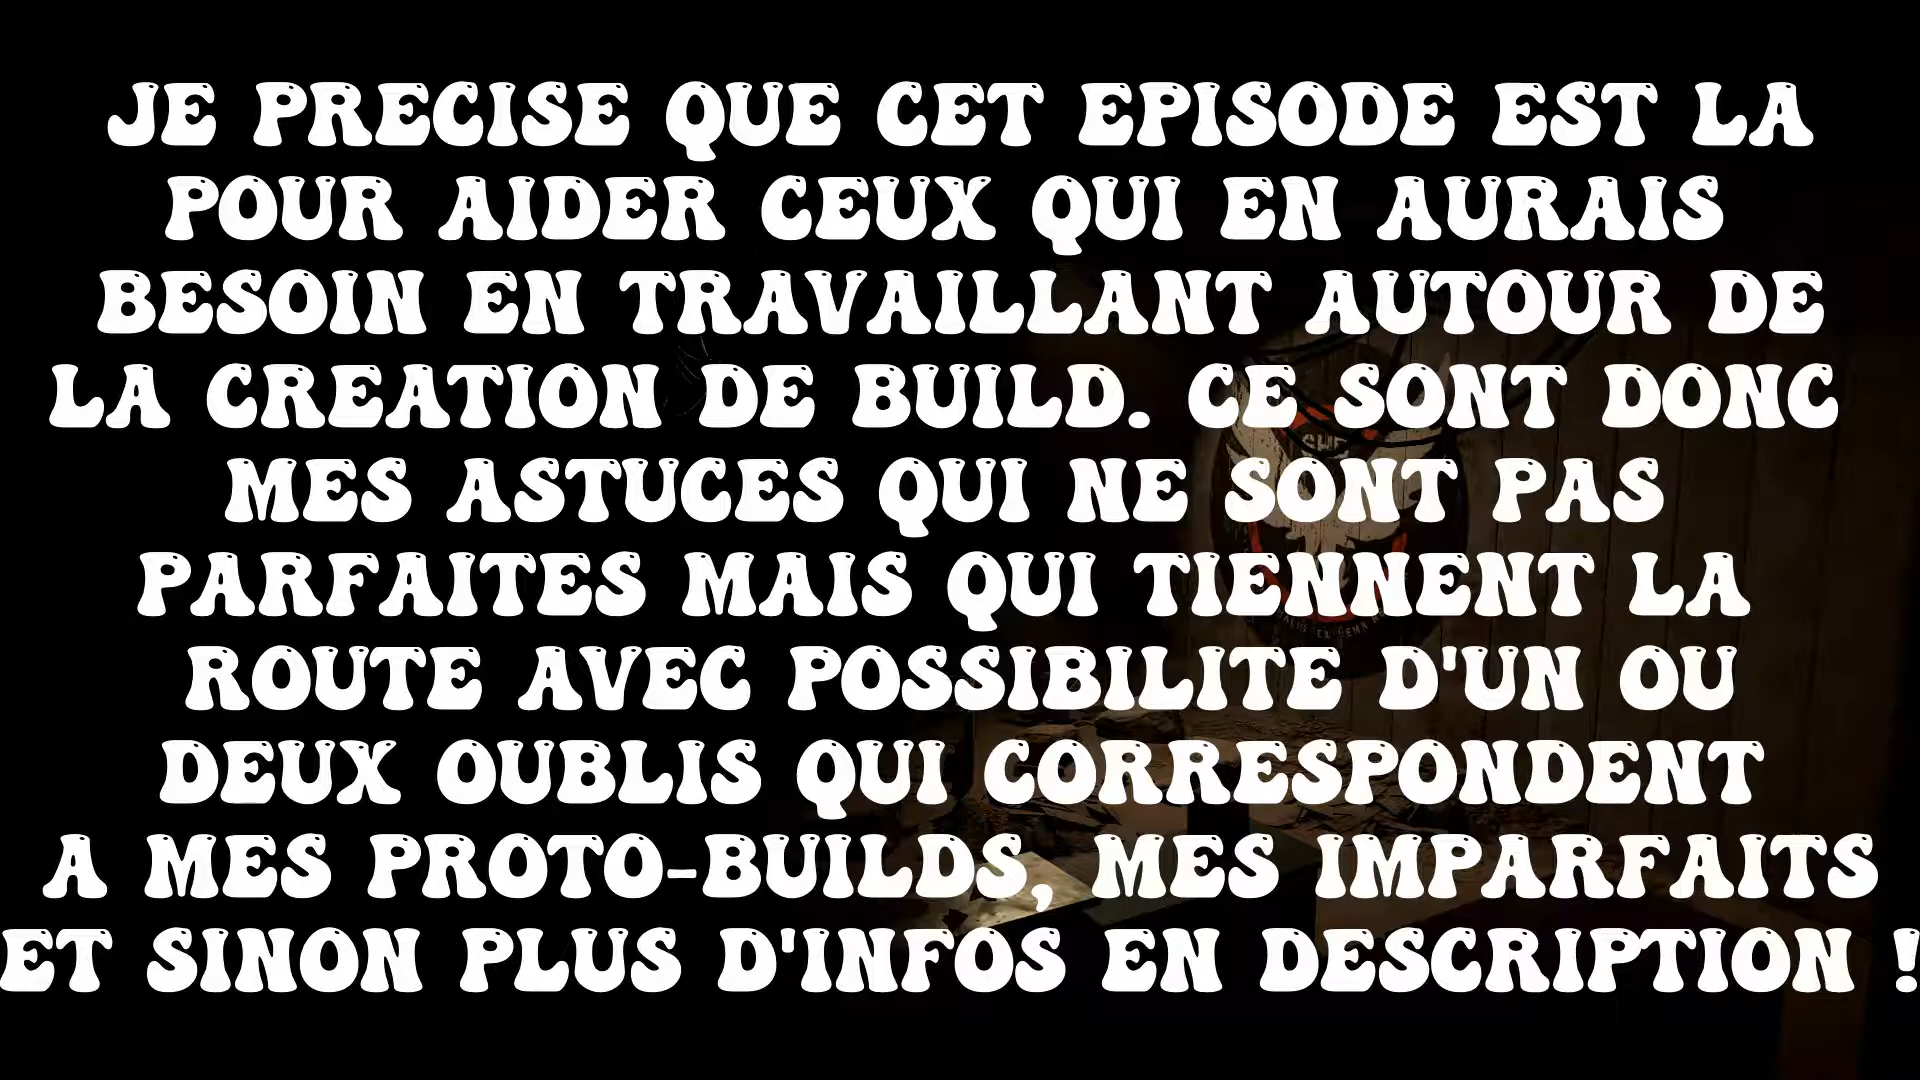 JE PRECISE QUE CET EPISODE EST LA
POUR AIDER CEUX QUI EN AURAIS
BESOIN EN TRAVAILLANT AUTOUR DE
LA CREATION DE BUILD. CE SONT DONC
MES ASTUCES QUI NE SONT PAS
PARFAITES MAIS QUI TIENNENT LA
ROUTE AVEC POSSIBILITE D'UN OU
DEUX OUBLIS QUI CORRESPONDENT
A MES PROTO-BUILDS, MES IMPARFAITS
ET SINON PLUS D'INFOS EN DESCRIPTION !